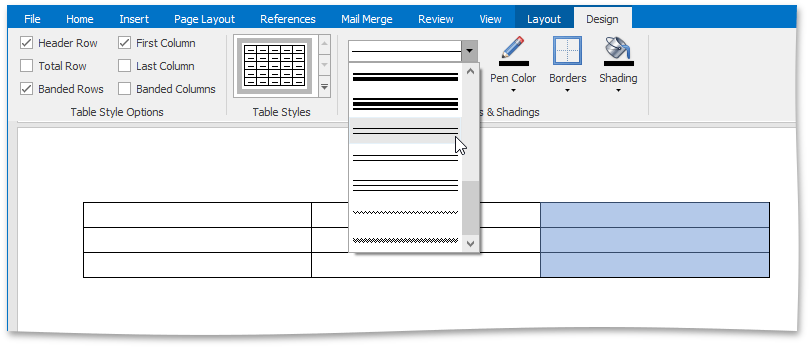 File Home Insert Page Layout References Mail Merge Review View Layout Design
Header Row First Column
Total Row Last Column
Banded Rows Banded Columns
Pen Color Borders Shading
Table Style Options Table Styles s & Shadings